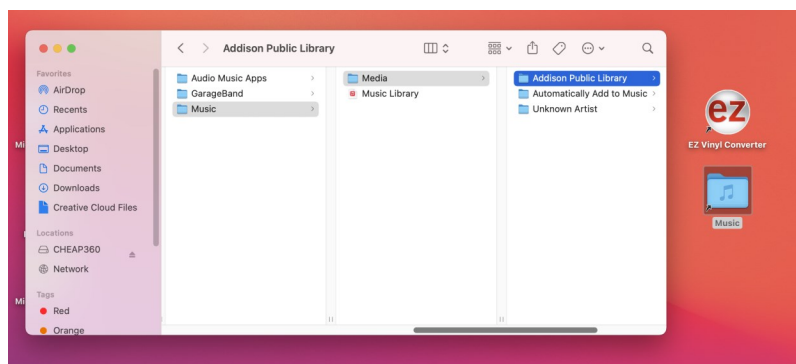 Addison Public Library
Favorites
AirDrop
Recents
Applications
Desktop
Documents
Downloads
Creative Cloud Files
Locations
CHEAP360
Network
Tags
Red
Orange
Audio Music Apps
GarageBand
Music
Media
Music Library
Addison Public Library
Automatically Add to Music
Unknown Artist
ez
EZ Vinyl Converter
Music
Mi
Mi